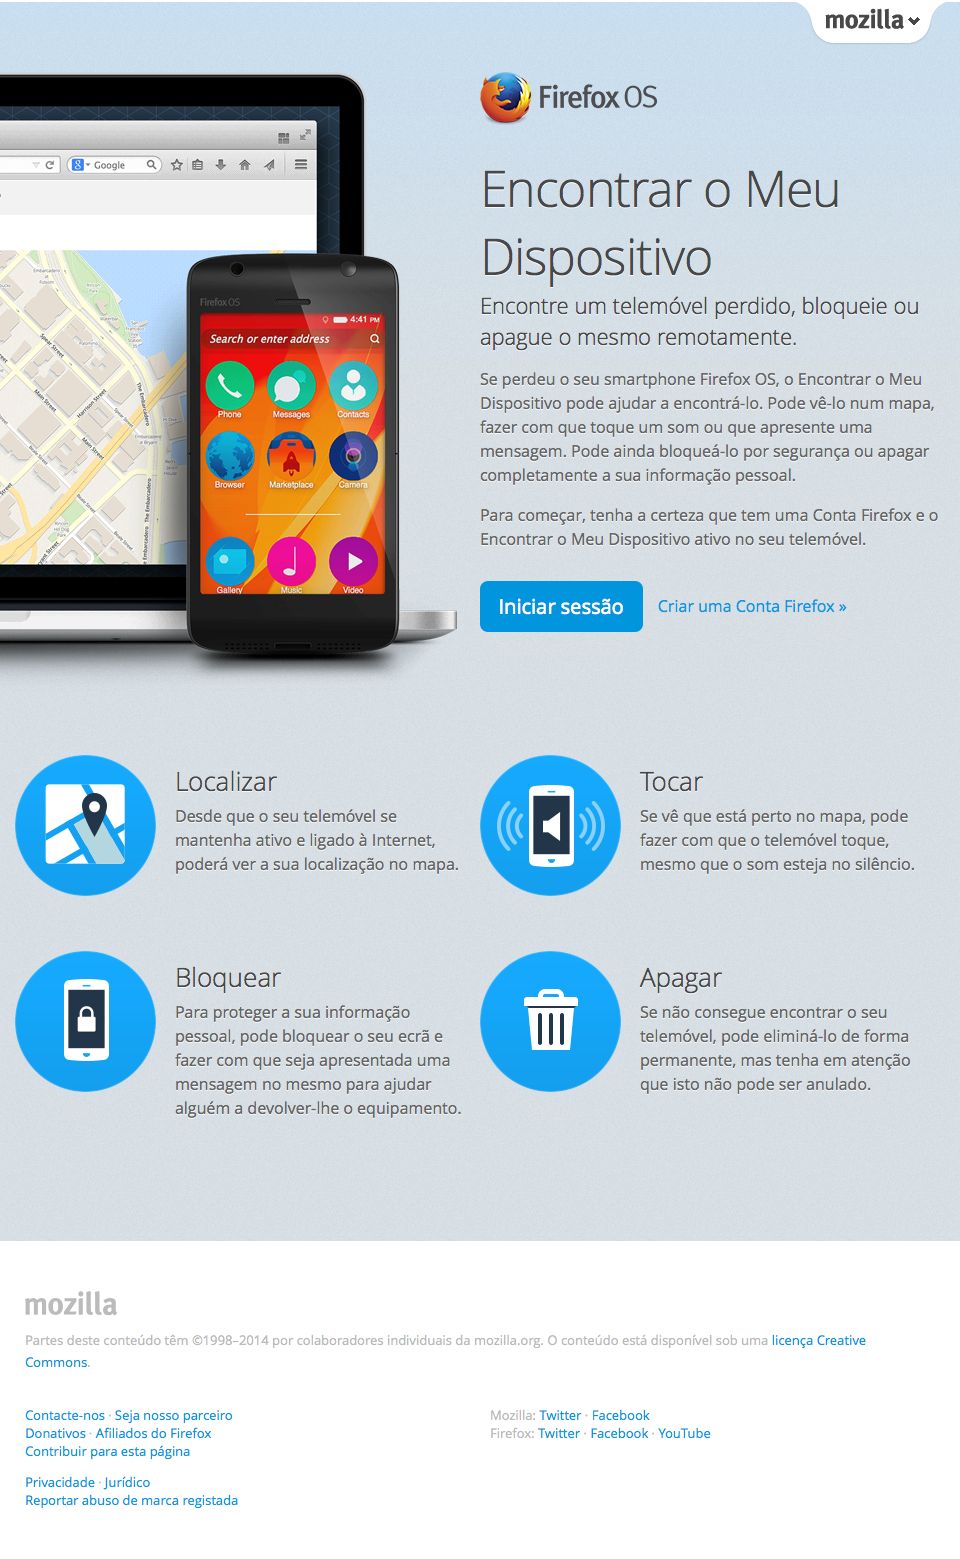 mozilla
Firefox OS
Encontrar o Meu
Dispositivo
Encontre um telemóvel perdido, bloqueie ou
apague o mesmo remotamente.
Se perdeu o seu smartphone Firefox OS, o Encontrar o Meu
Dispositivo pode ajudar a encontrá-lo. Pode vê-lo num mapa,
fazer com que toque um som ou que apresente uma
mensagem. Pode ainda bloqueá-lo por segurança ou apagar
completamente a sua informação pessoal.
Para começar, tenha a certeza que tem uma Conta Firefox e o
Encontrar o Meu Dispositivo ativo no seu telemóvel.
Iniciar sessão
Criar uma Conta Firefox »
Google
Embarcadero
Spear Street
Main Street
Harrison Street
Beale Street
The Embarcadero
Firefox OS
4:41 PM
Search or enter address
Phone
Messages
Contacts
Browser
Marketplace
Camera
Gallery
Music
Video
Localizar
Desde que o seu telemóvel se
mantenha ativo e ligado à Internet,
poderá ver a sua localização no mapa.
Tocar
Se vê que está perto no mapa, pode
fazer com que o telemóvel toque,
mesmo que o som esteja no silêncio.
Bloquear
Para proteger a sua informação
pessoal, pode bloquear o seu ecrã e
fazer com que seja apresentada uma
mensagem no mesmo para ajudar
alguém a devolver-lhe o equipamento.
Apagar
Se não consegue encontrar o seu
telemóvel, pode eliminá-lo de forma
permanente, mas tenha em atenção
que isto não pode ser anulado.
mozilla
Partes deste conteúdo têm ©1998–2014 por colaboradores individuais da mozilla.org. O conteúdo está disponível sob uma licença Creative
Commons.
Contacte-nos · Seja nosso parceiro
Donativos · Afiliados do Firefox
Contribuir para esta página
Privacidade · Jurídico
Reportar abuso de marca registada
Mozilla: Twitter · Facebook
Firefox: Twitter · Facebook · YouTube